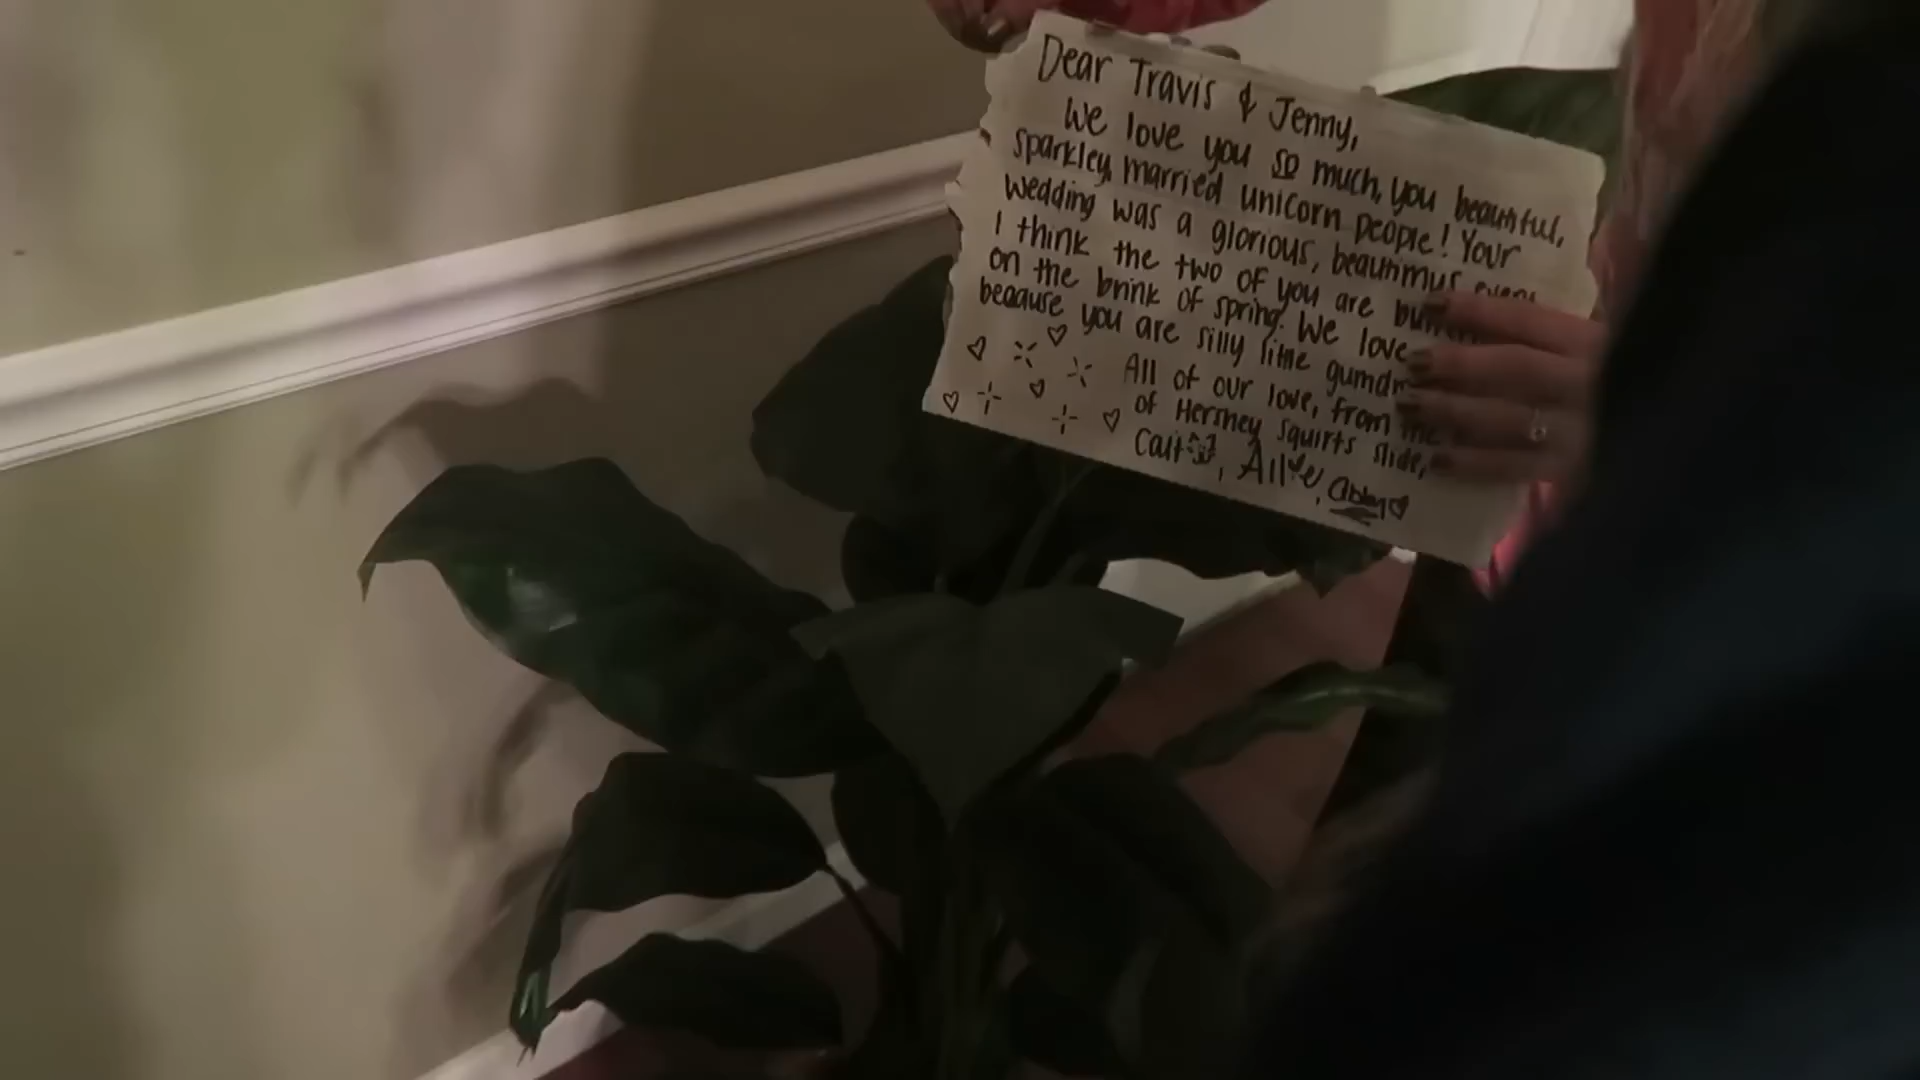 Dear Travis & Jenny,
We love you so much, you beautiful,
sparkley, married unicorn people! Your
wedding was a glorious, beautimus event
I think the two of you are
on the brink of spring. We love
because you are silly little
All of our love, from the
of Hershey squirts slide,
Cait, Allie, Abby